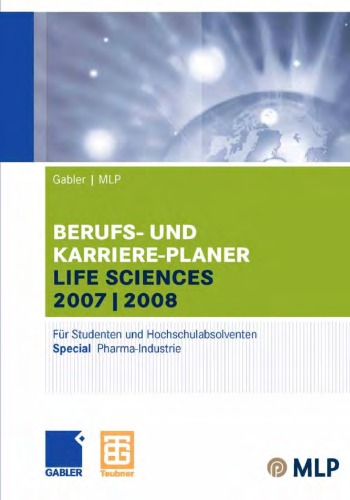 Gabler | MLP
BERUFS- UND
KARRIERE-PLANER
LIFE SCIENCES
2007 | 2008
Für Studenten und Hochschulabsolventen
Special Pharma-Industrie
GABLER
Teubner
MLP